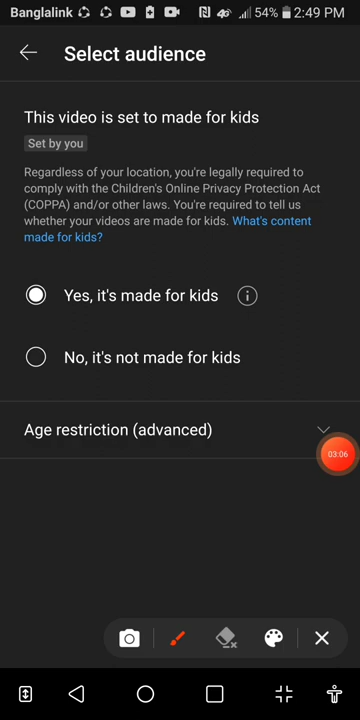 Banglalink 4G 54% 2:49 PM
Select audience
This video is set to made for kids
Set by you
Regardless of your location, you're legally required to
comply with the Children's Online Privacy Protection Act
(COPPA) and/or other laws. You're required to tell us
whether your videos are made for kids. What's content
made for kids?
Yes, it's made for kids
No, it's not made for kids
Age restriction (advanced)
03:06